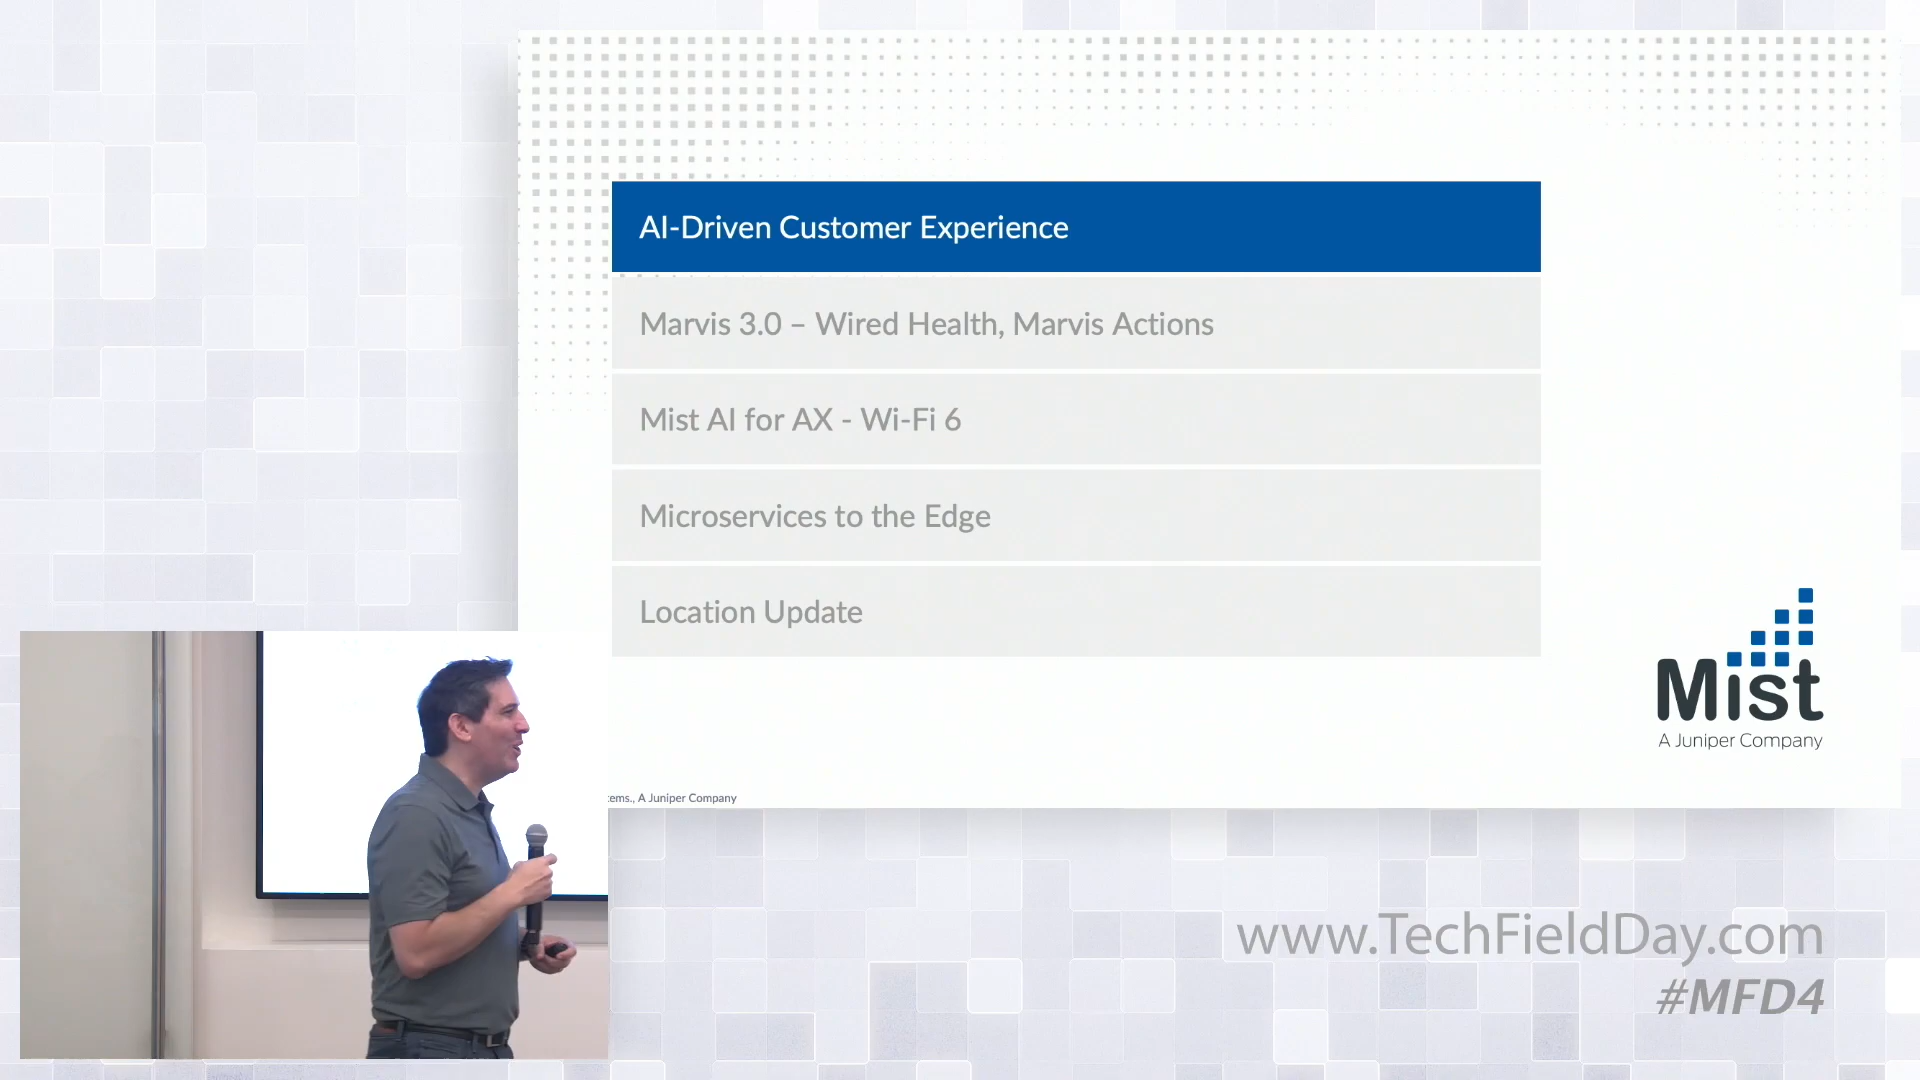 AI-Driven Customer Experience
Marvis 3.0 – Wired Health, Marvis Actions
Mist AI for AX - Wi-Fi 6
Microservices to the Edge
Location Update
Mist
A Juniper Company
A Juniper Company
www.TechFieldDay.com
#MFD4